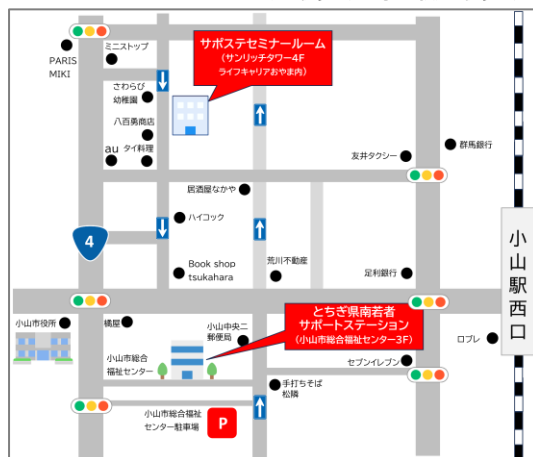 PARIS
MIKI
ミニストップ
サポステセミナールーム
(サンリッチタワー4F
ライフキャリアおやま内)
さわらび
幼稚園
八百勇商店
au
タイ料理
友井タクシー
群馬銀行
居酒屋なかや
ハイコック
4
Book shop
tsukahara
荒川不動産
足利銀行
小山駅西口
小山市役所
橘屋
小山中央二
郵便局
とちぎ県南若者
サポートステーション
(小山市総合福祉センター3F)
ロブレ
小山市総合
福祉センター
セブンイレブン
手打ちそば
松隣
小山市総合福祉
センター駐車場
P